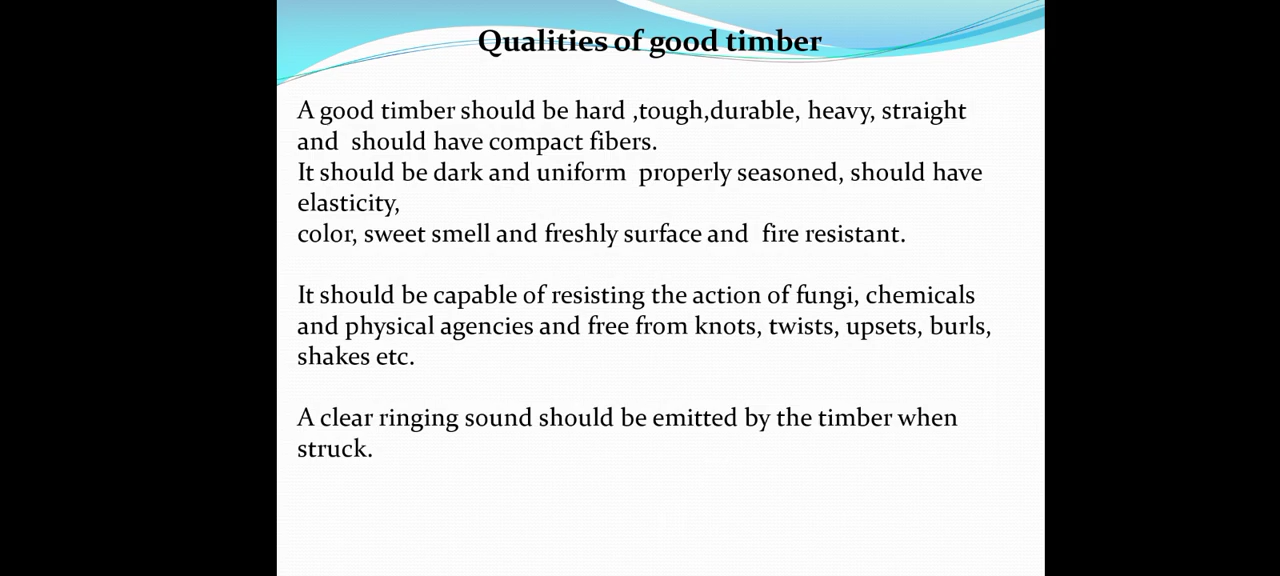 Qualities of good timber
A good timber should be hard ,tough,durable, heavy, straight
and  should have compact fibers.
It should be dark and uniform  properly seasoned, should have
elasticity,
color, sweet smell and freshly surface and  fire resistant.
It should be capable of resisting the action of fungi, chemicals
and physical agencies and free from knots, twists, upsets, burls,
shakes etc.
A clear ringing sound should be emitted by the timber when
struck.